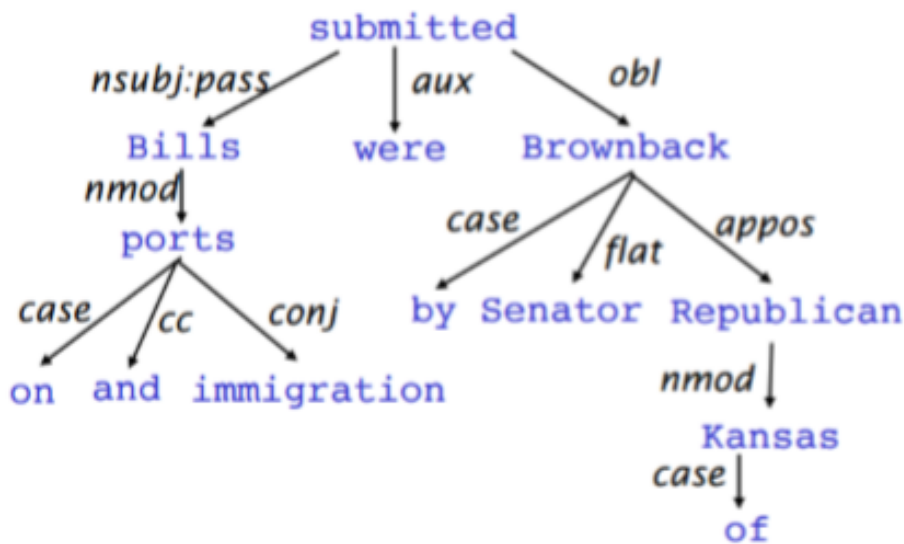 submitted
nsubj:pass aux obl
Bills were Brownback
nmod
ports
case flat appos
case cc conj
by Senator Republican
on and immigration
nmod
Kansas
case
of